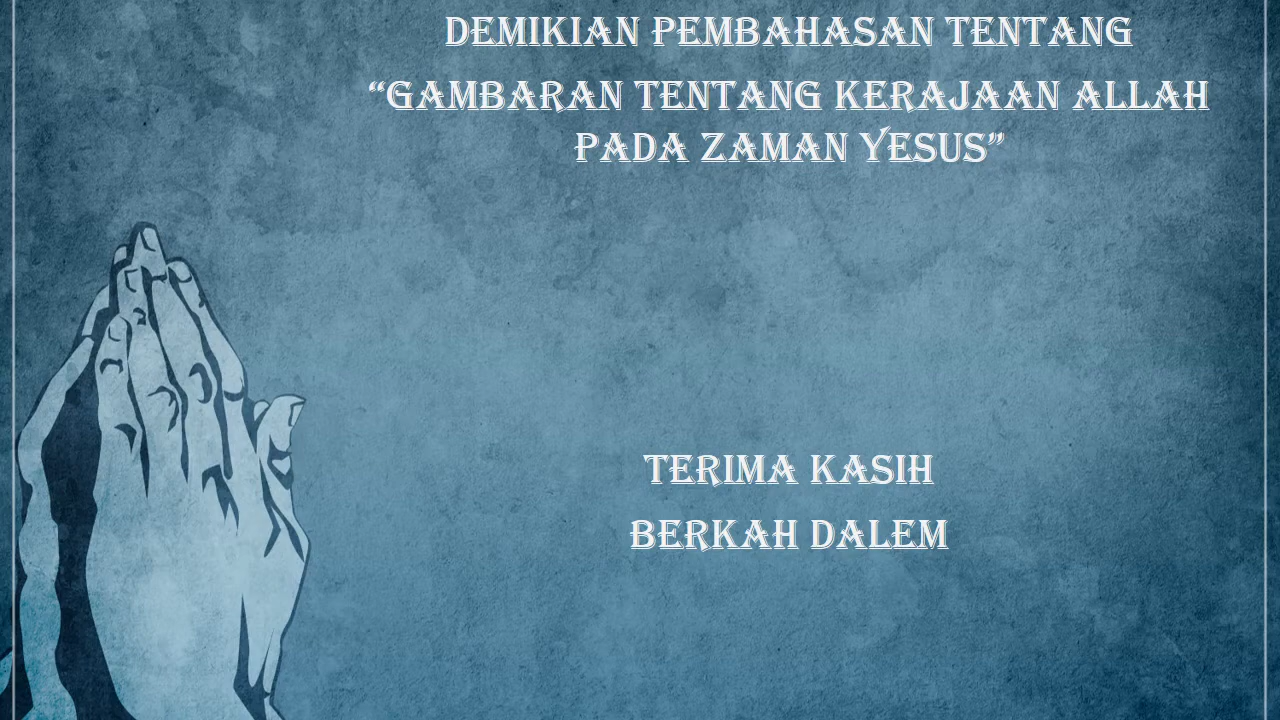 DEMIKIAN PEMBAHASAN TENTANG
“GAMBARAN TENTANG KERAJAAN ALLAH
PADA ZAMAN YESUS”
TERIMA KASIH
BERKAH DALEM